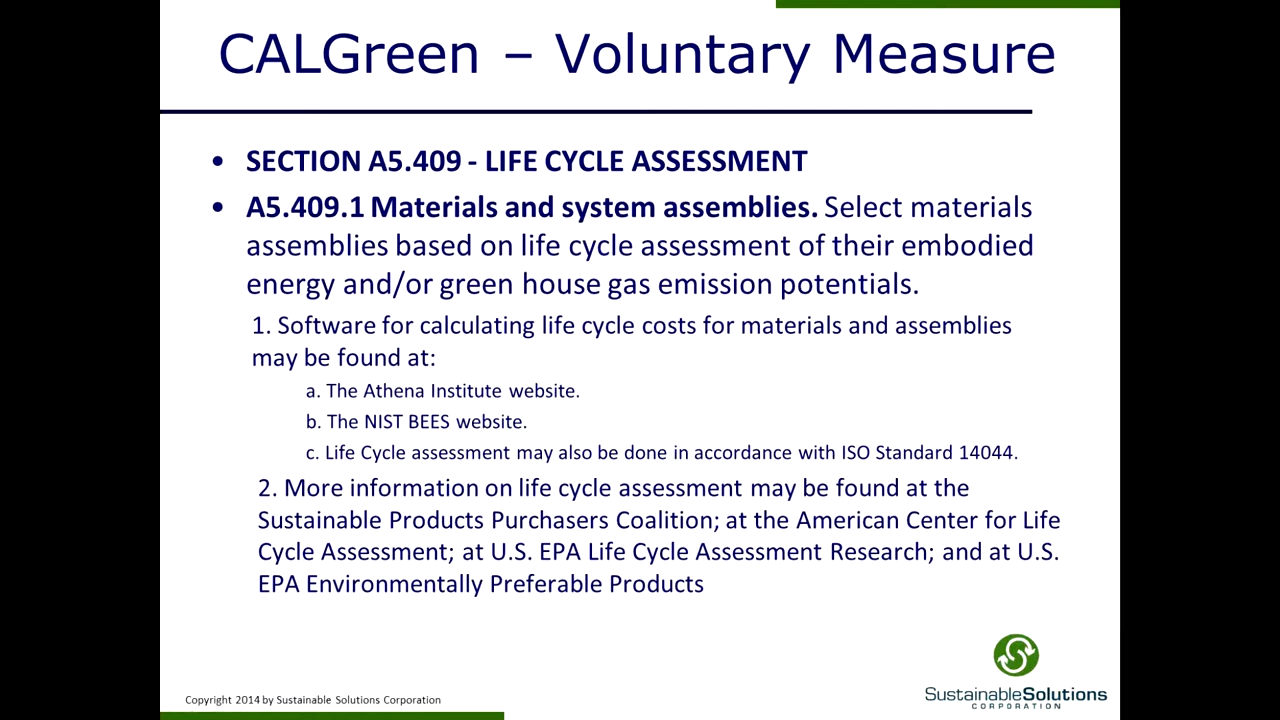 CALGreen – Voluntary Measure
• SECTION A5.409 - LIFE CYCLE ASSESSMENT
• A5.409.1 Materials and system assemblies. Select materials
assemblies based on life cycle assessment of their embodied
energy and/or green house gas emission potentials.
1. Software for calculating life cycle costs for materials and assemblies
may be found at:
a. The Athena Institute website.
b. The NIST BEES website.
c. Life Cycle assessment may also be done in accordance with ISO Standard 14044.
2. More information on life cycle assessment may be found at the
Sustainable Products Purchasers Coalition; at the American Center for Life
Cycle Assessment; at U.S. EPA Life Cycle Assessment Research; and at U.S.
EPA Environmentally Preferable Products
Copyright 2014 by Sustainable Solutions Corporation
SustainableSolutions
CORPORATION